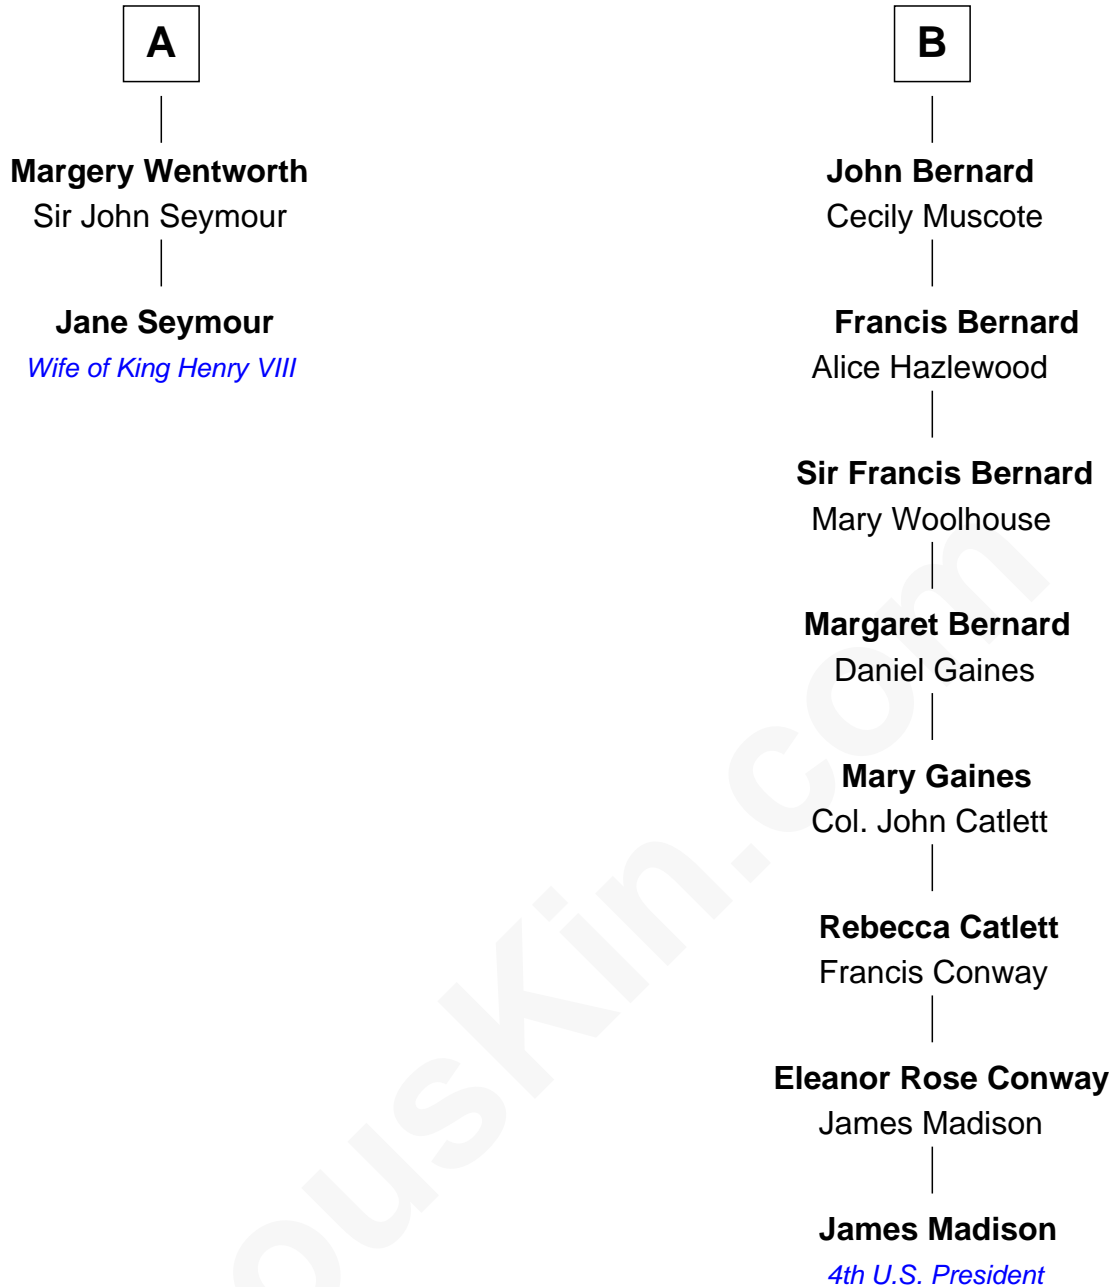 A
Margery Wentworth
Sir John Seymour
Jane Seymour
Wife of King Henry VIII
B
John Bernard
Cecily Muscote
Francis Bernard
Alice Hazlewood
Sir Francis Bernard
Mary Woolhouse
Margaret Bernard
Daniel Gaines
Mary Gaines
Col. John Catlett
Rebecca Catlett
Francis Conway
Eleanor Rose Conway
James Madison
James Madison
4th U.S. President
ousKin.com